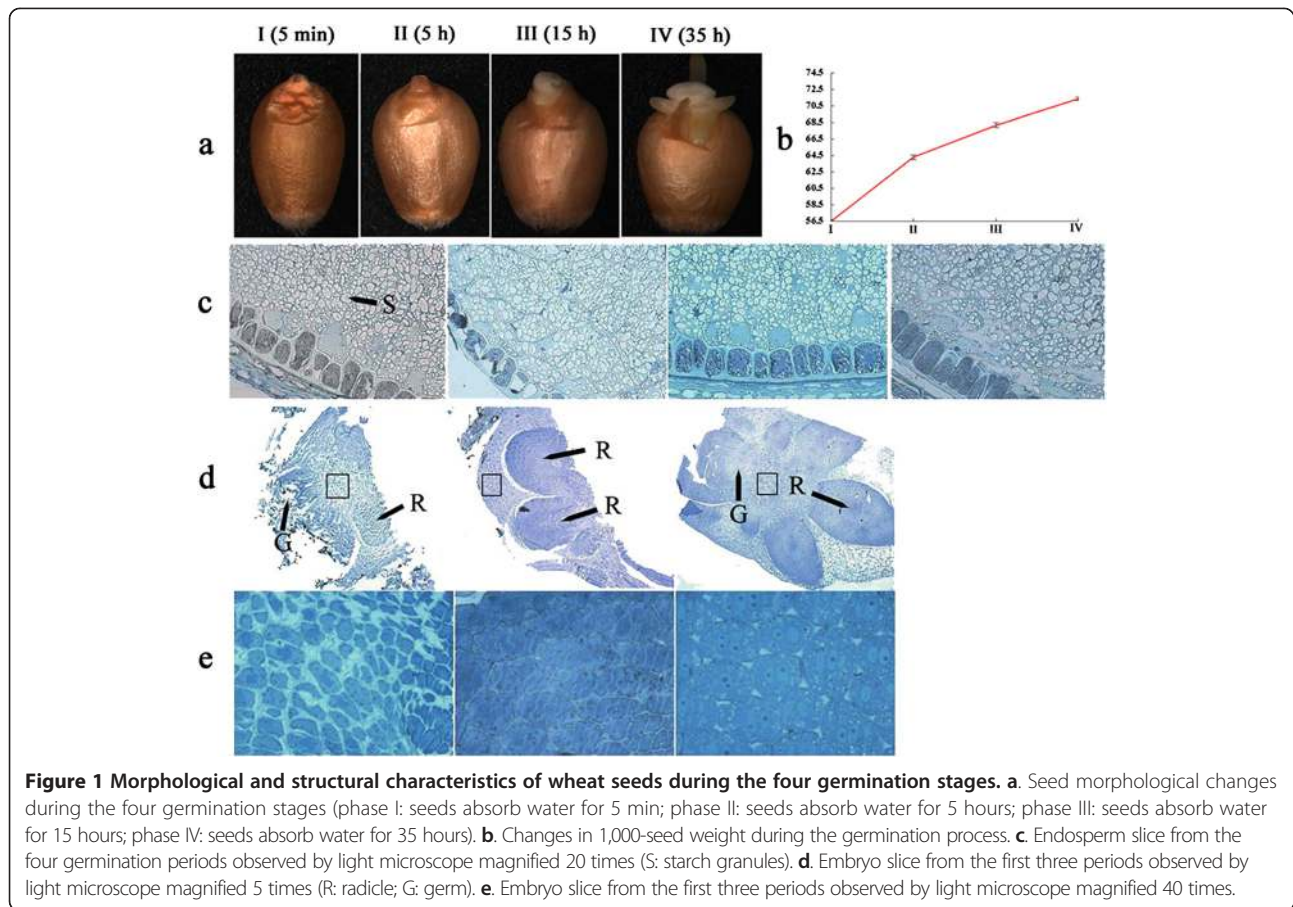 I (5 min) II (5 h) III (15 h) IV (35 h)
a
b
74.5
72.5
70.5
68.5
66.5
64.5
62.5
60.5
58.5
56.5
I II III IV
c
S
d
G
R
R
R
G
R
e
Figure 1 Morphological and structural characteristics of wheat seeds during the four germination stages. a. Seed morphological changes
during the four germination stages (phase I: seeds absorb water for 5 min; phase II: seeds absorb water for 5 hours; phase III: seeds absorb water
for 15 hours; phase IV: seeds absorb water for 35 hours). b. Changes in 1,000-seed weight during the germination process. c. Endosperm slice from the
four germination periods observed by light microscope magnified 20 times (S: starch granules). d. Embryo slice from the first three periods observed by
light microscope magnified 5 times (R: radicle; G: germ). e. Embryo slice from the first three periods observed by light microscope magnified 40 times.